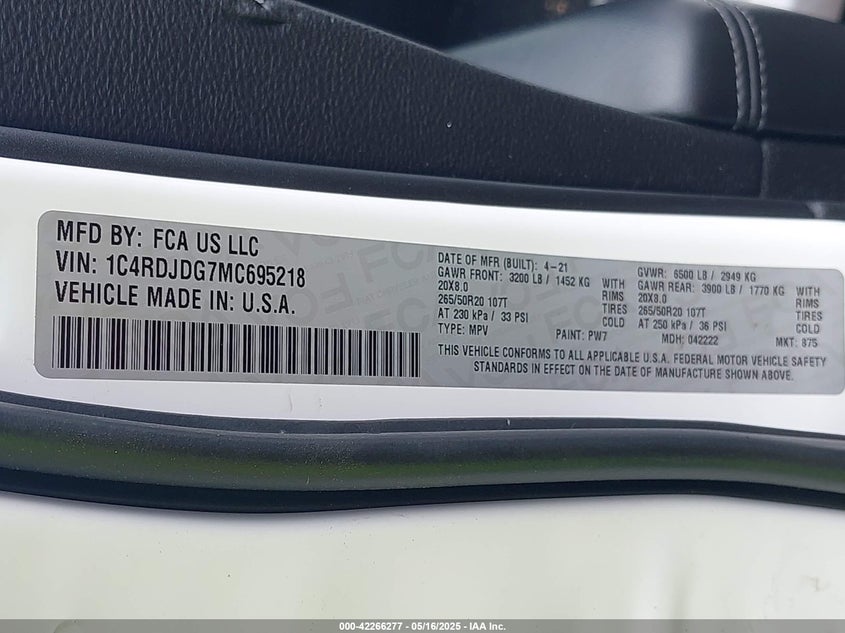 MFD BY: FCA US LLC
VIN: 1C4RDJDG7MC695218
VEHICLE MADE IN: U.S.A.
DATE OF MFR (BUILT): 4-21
GAWR FRONT: 3200 LB / 1452 KG WITH
20X8.0 RIMS
265/50R20 107T TIRES
AT 230 kPa / 33 PSI COLD
TYPE: MPV PAINT: PW7
GVWR: 6500 LB / 2949 KG
GAWR REAR: 3900 LB / 1770 KG WITH
20X8.0 RIMS
265/50R20 107T TIRES
AT 250 kPa / 36 PSI COLD
MDH: 042222 MKT: 875
THIS VEHICLE CONFORMS TO ALL APPLICABLE U.S.A. FEDERAL MOTOR VEHICLE SAFETY
STANDARDS IN EFFECT ON THE DATE OF MANUFACTURE SHOWN ABOVE.
000-42266277 - 05/16/2025 - IAA Inc.